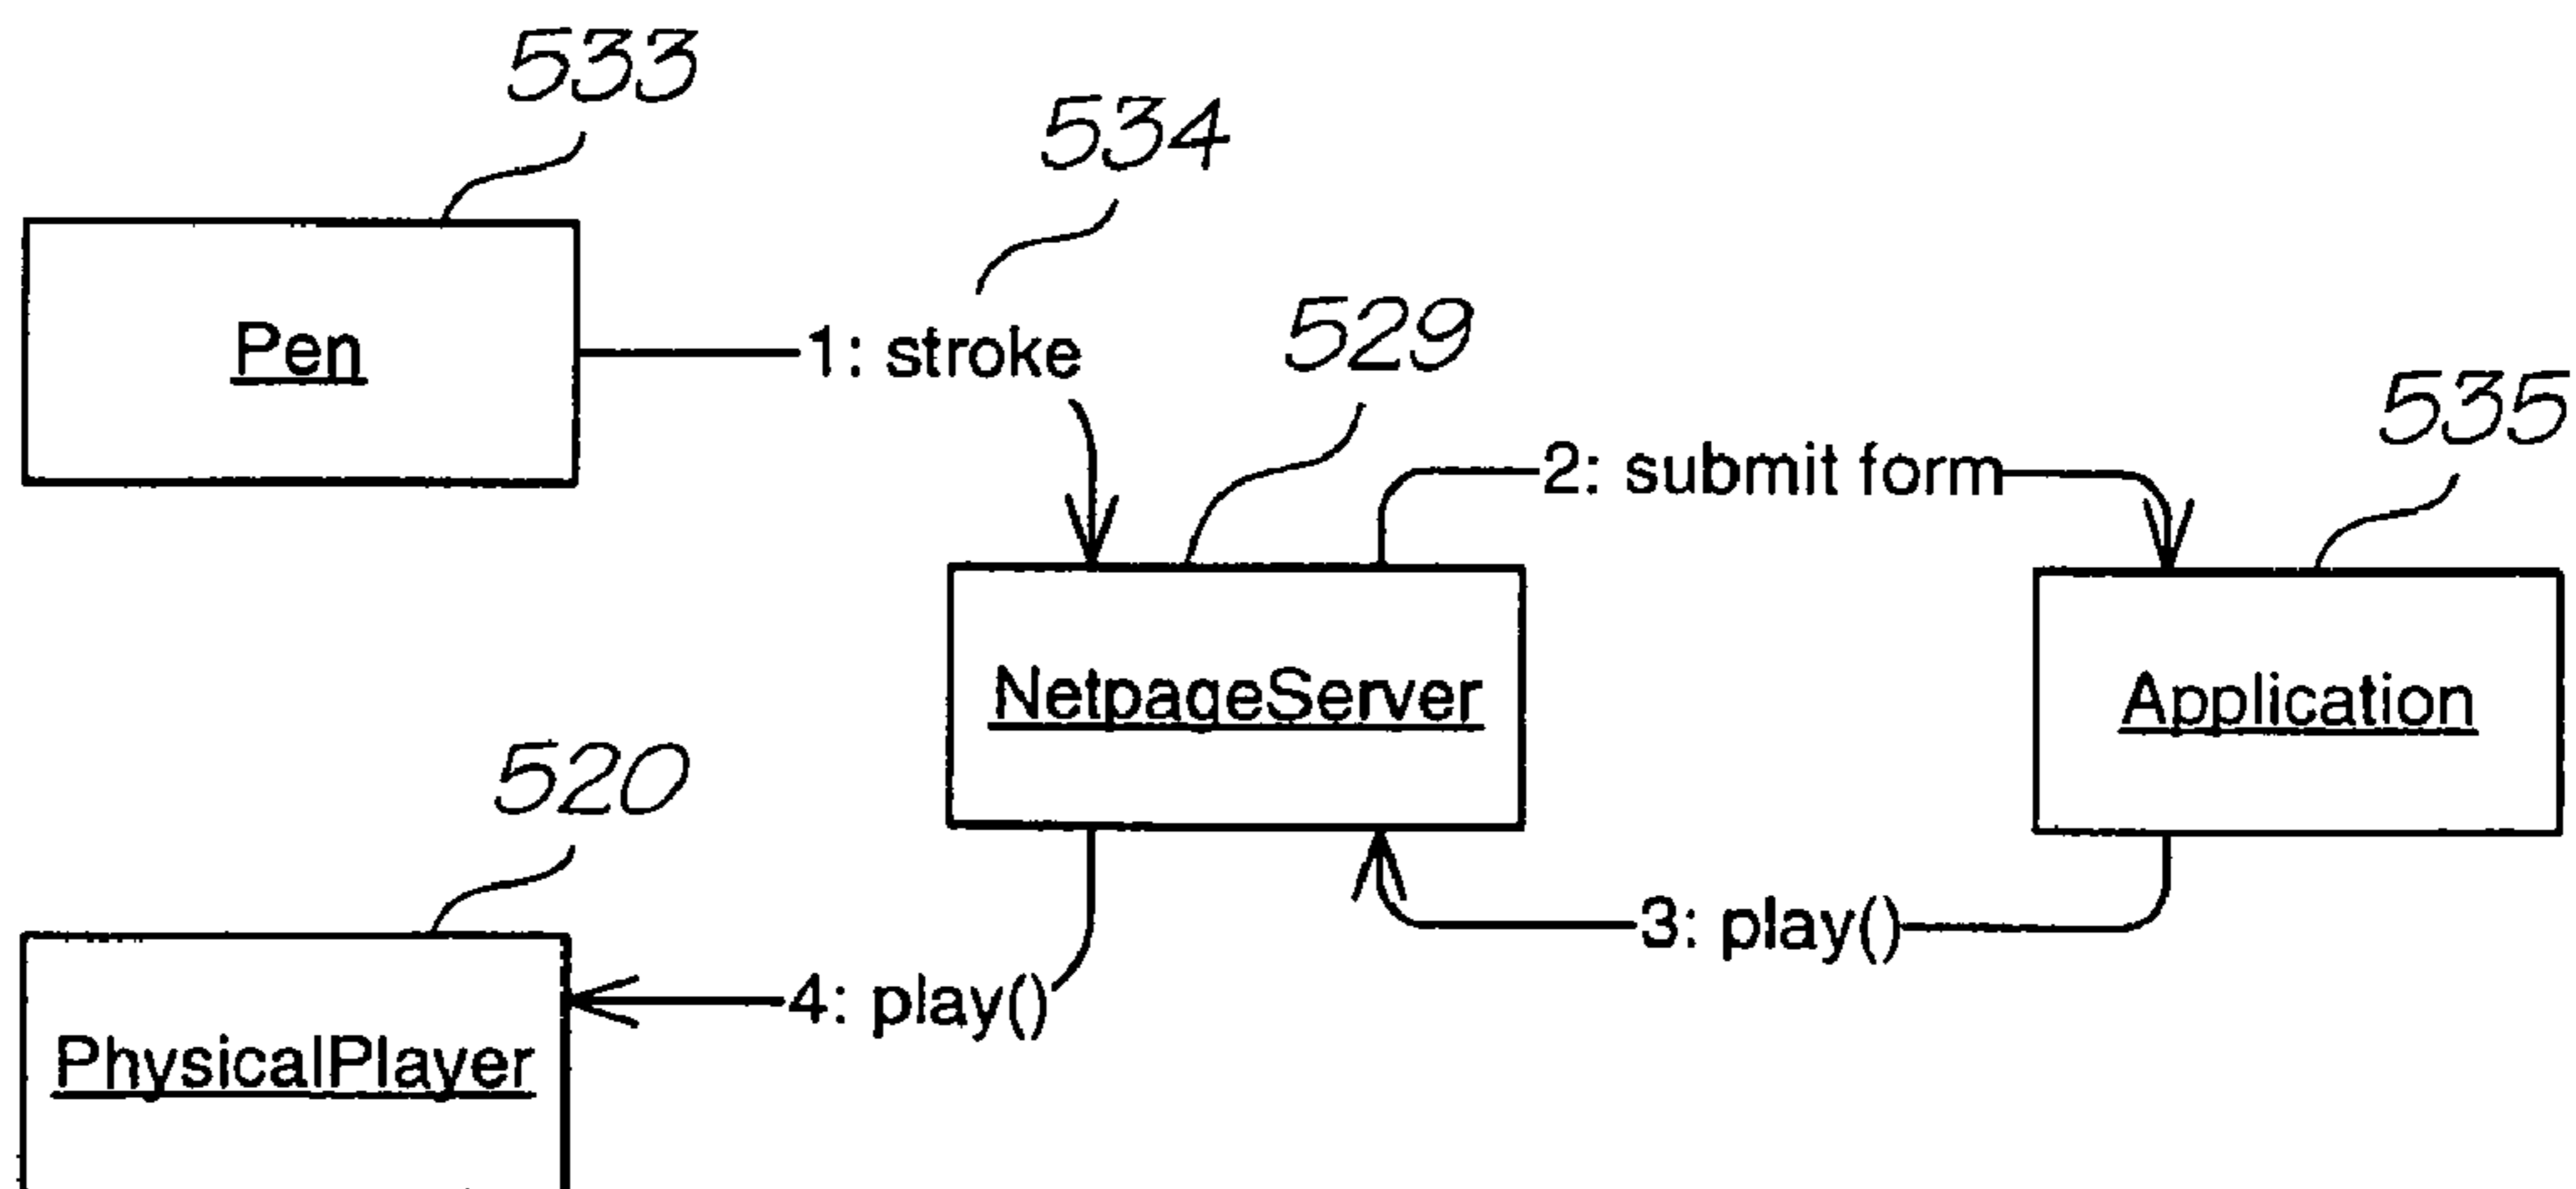 533
534
Pen
1: stroke
529
535
2: submit form
NetpageServer
Application
520
3: play()
4: play()
PhysicalPlayer